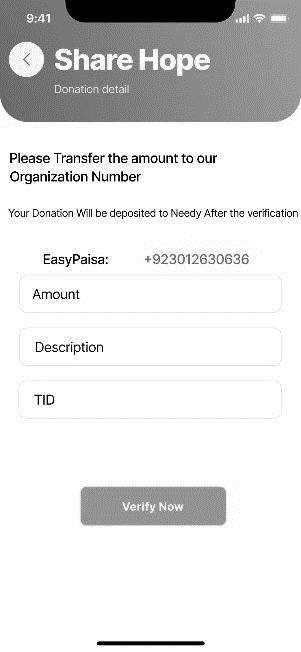 9:41
Share Hope
Donation detail
Please Transfer the amount to our
Organization Number
Your Donation Will be deposited to Needy After the verification
EasyPaisa: +923012630636
Amount
Description
TID
Verify Now